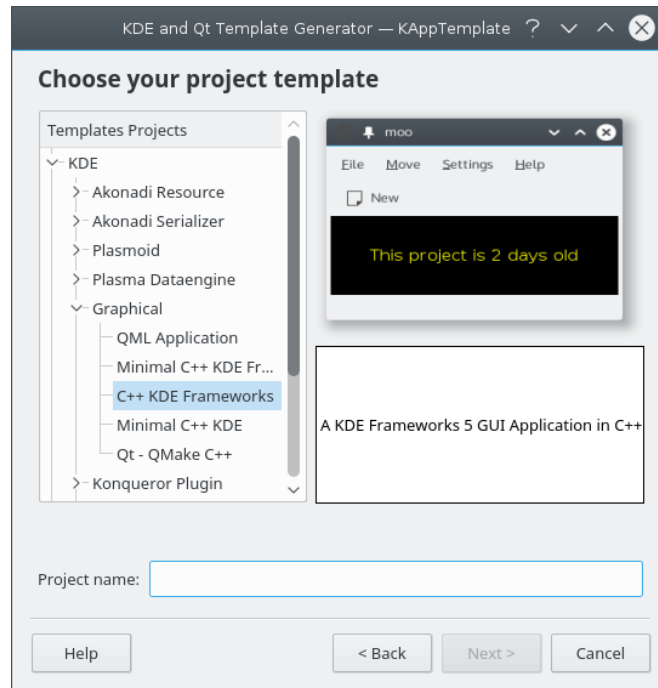 KDE and Qt Template Generator — KAppTemplate
Choose your project template
Templates Projects
KDE
Akonadi Resource
Akonadi Serializer
Plasmoid
Plasma Dataengine
Graphical
QML Application
Minimal C++ KDE Fr...
C++ KDE Frameworks
Minimal C++ KDE
Qt - QMake C++
Konqueror Plugin
moo
File Move Settings Help
New
This project is 2 days old
A KDE Frameworks 5 GUI Application in C++
Project name:
Help < Back Next > Cancel